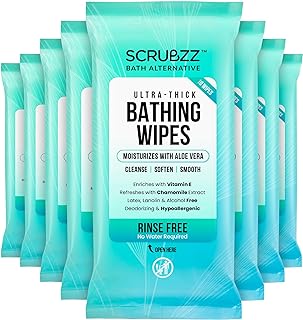 SCRUBZZ™
BATH ALTERNATIVE
ULTRA-THICK
BATHING
WIPES
MOISTURIZES WITH ALOE VERA
CLEANSE | SOFTEN | SMOOTH
Enriches with Vitamin E
Refreshes with Chamomile Extract
Latex, Lanolin & Alcohol Free
Deodorizing & Hypoallergenic
RINSE FREE
No Water Required
OPEN HERE